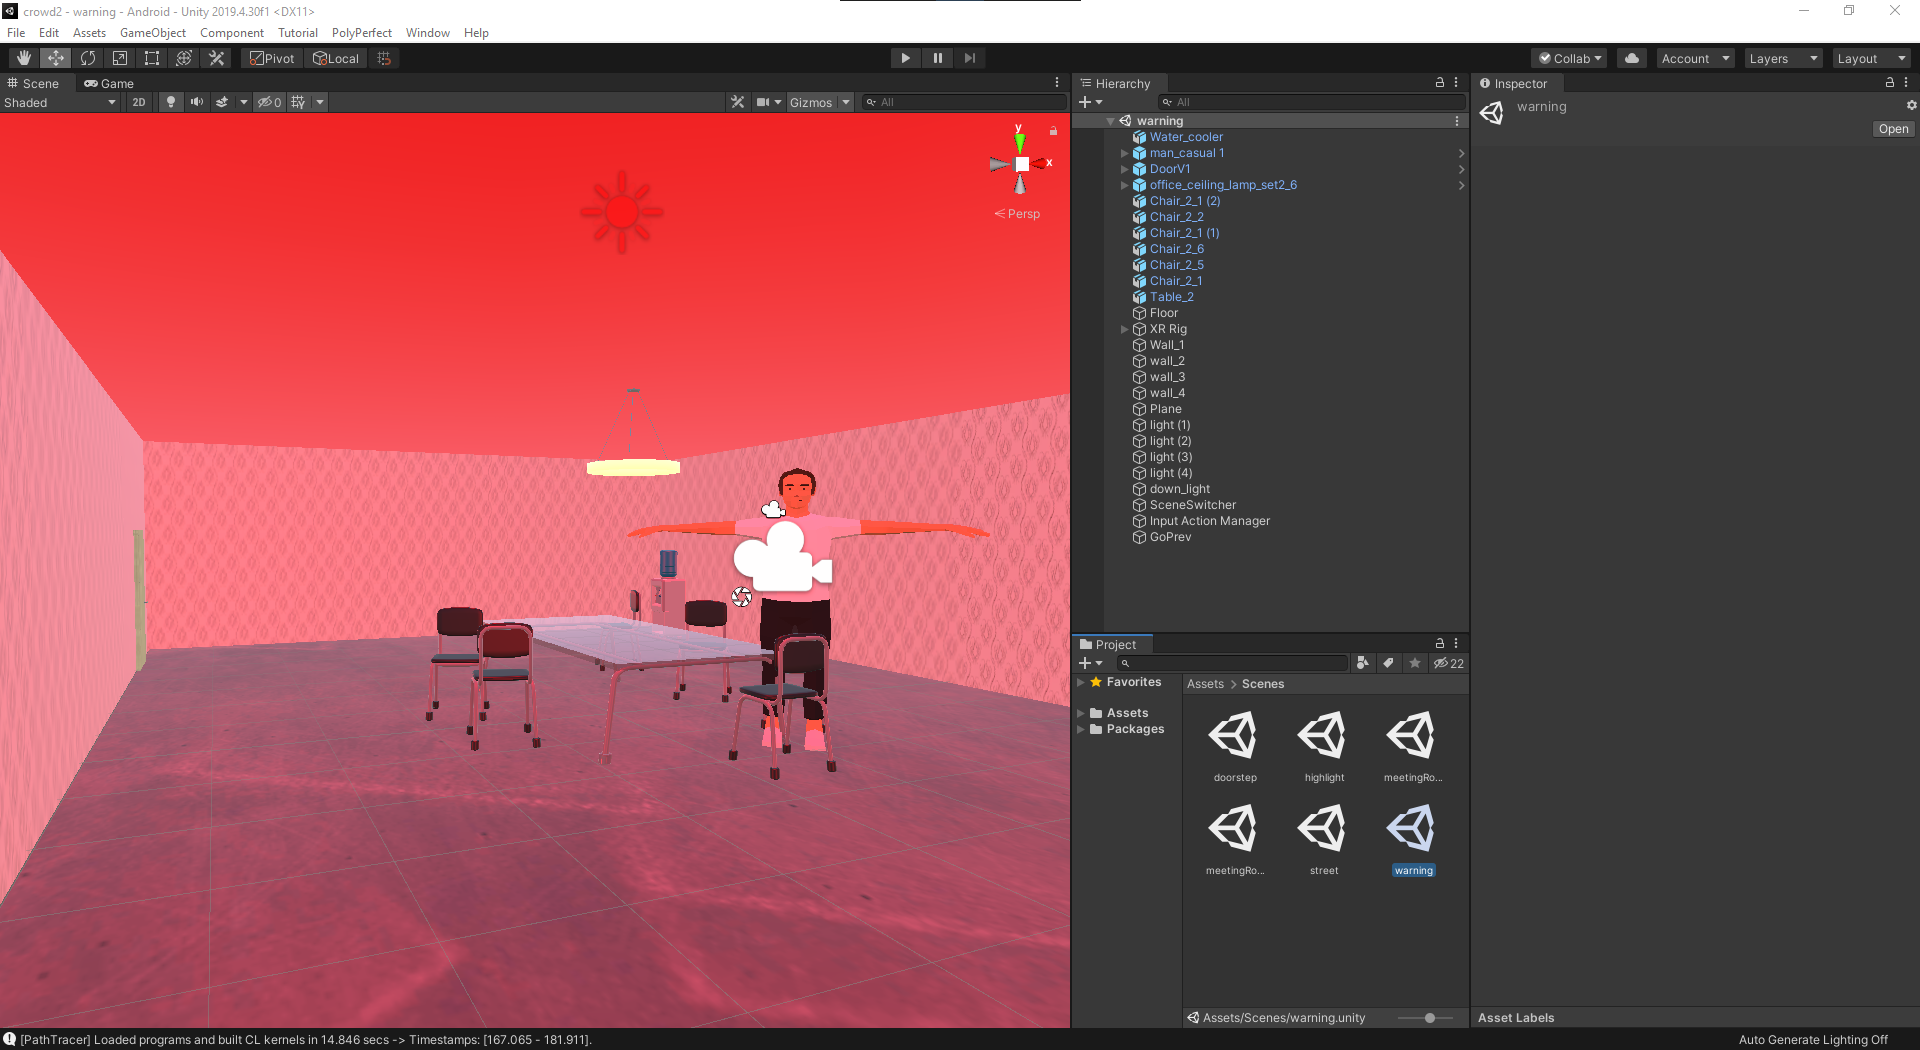 crowd2 - warning - Android - Unity 2019.4.30f1 <DX11>
File Edit Assets GameObject Component Tutorial PolyPerfect Window Help
Pivot Local Collab Account Layers Layout
Scene Game
Shaded 2D 0 Gizmos All
y
x
Persp
Hierarchy
All
warning
Water_cooler
man_casual 1
DoorV1
office_ceiling_lamp_set2_6
Chair_2_1 (2)
Chair_2_2
Chair_2_1 (1)
Chair_2_6
Chair_2_5
Chair_2_1
Table_2
Floor
XR Rig
Wall_1
wall_2
wall_3
wall_4
Plane
light (1)
light (2)
light (3)
light (4)
down_light
SceneSwitcher
Input Action Manager
GoPrev
Project
22
Favorites
Assets
Packages
Assets > Scenes
doorstep highlight meetingRo...
meetingRo... street warning
Assets/Scenes/warning.unity
Inspector
warning
Open
Asset Labels
[PathTracer] Loaded programs and built CL kernels in 14.846 secs -> Timestamps: [167.065 - 181.911].
Auto Generate Lighting Off